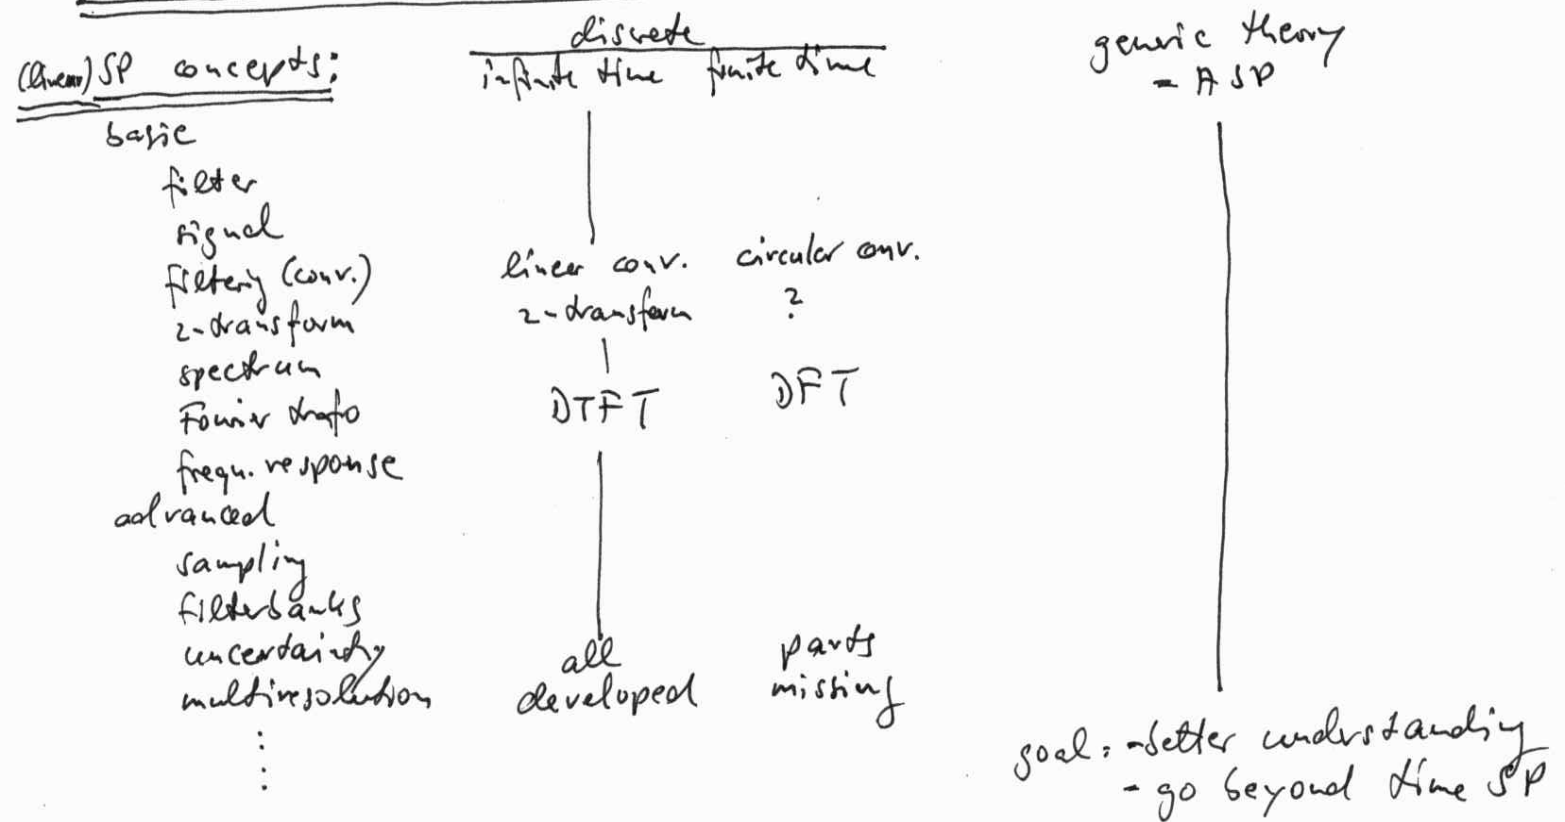 discrete
generic theory
(linear) SP concepts:
infinite time finite time
= ASP
basic
filter
signal
filtering (conv.)
linear conv. circular conv.
z-transform
z-transform ?
spectrum
Fourier trafo
DTFT DFT
frequ. response
advanced
sampling
filterbanks
uncertainty
all
developed
parts
missing
multiresolution
goal: - better understanding
- go beyond time SP